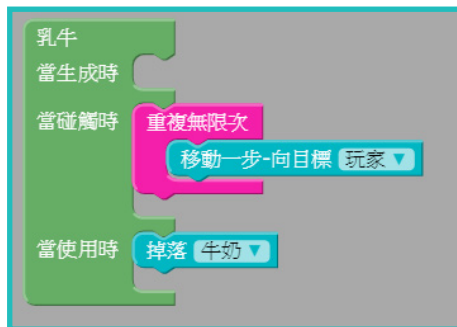 乳牛
當生成時
當碰觸時 重複無限次
移動一步-向目標 玩家
當使用時 掉落 牛奶